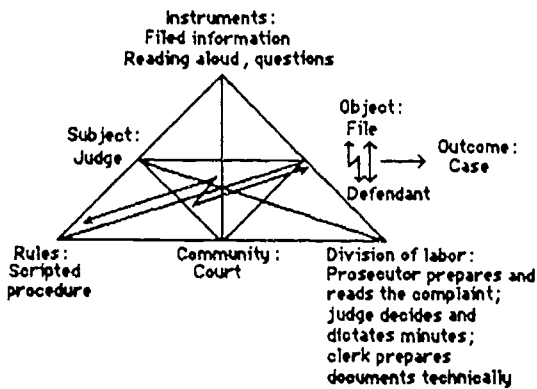 Instruments:
Filed information
Reading aloud, questions
Subject:
Judge
Object:
File
Defendant
Outcome:
Case
Rules:
Scripted
procedure
Community:
Court
Division of labor:
Prosecutor prepares and
reads the complaint;
judge decides and
dictates minutes;
clerk prepares
documents technically